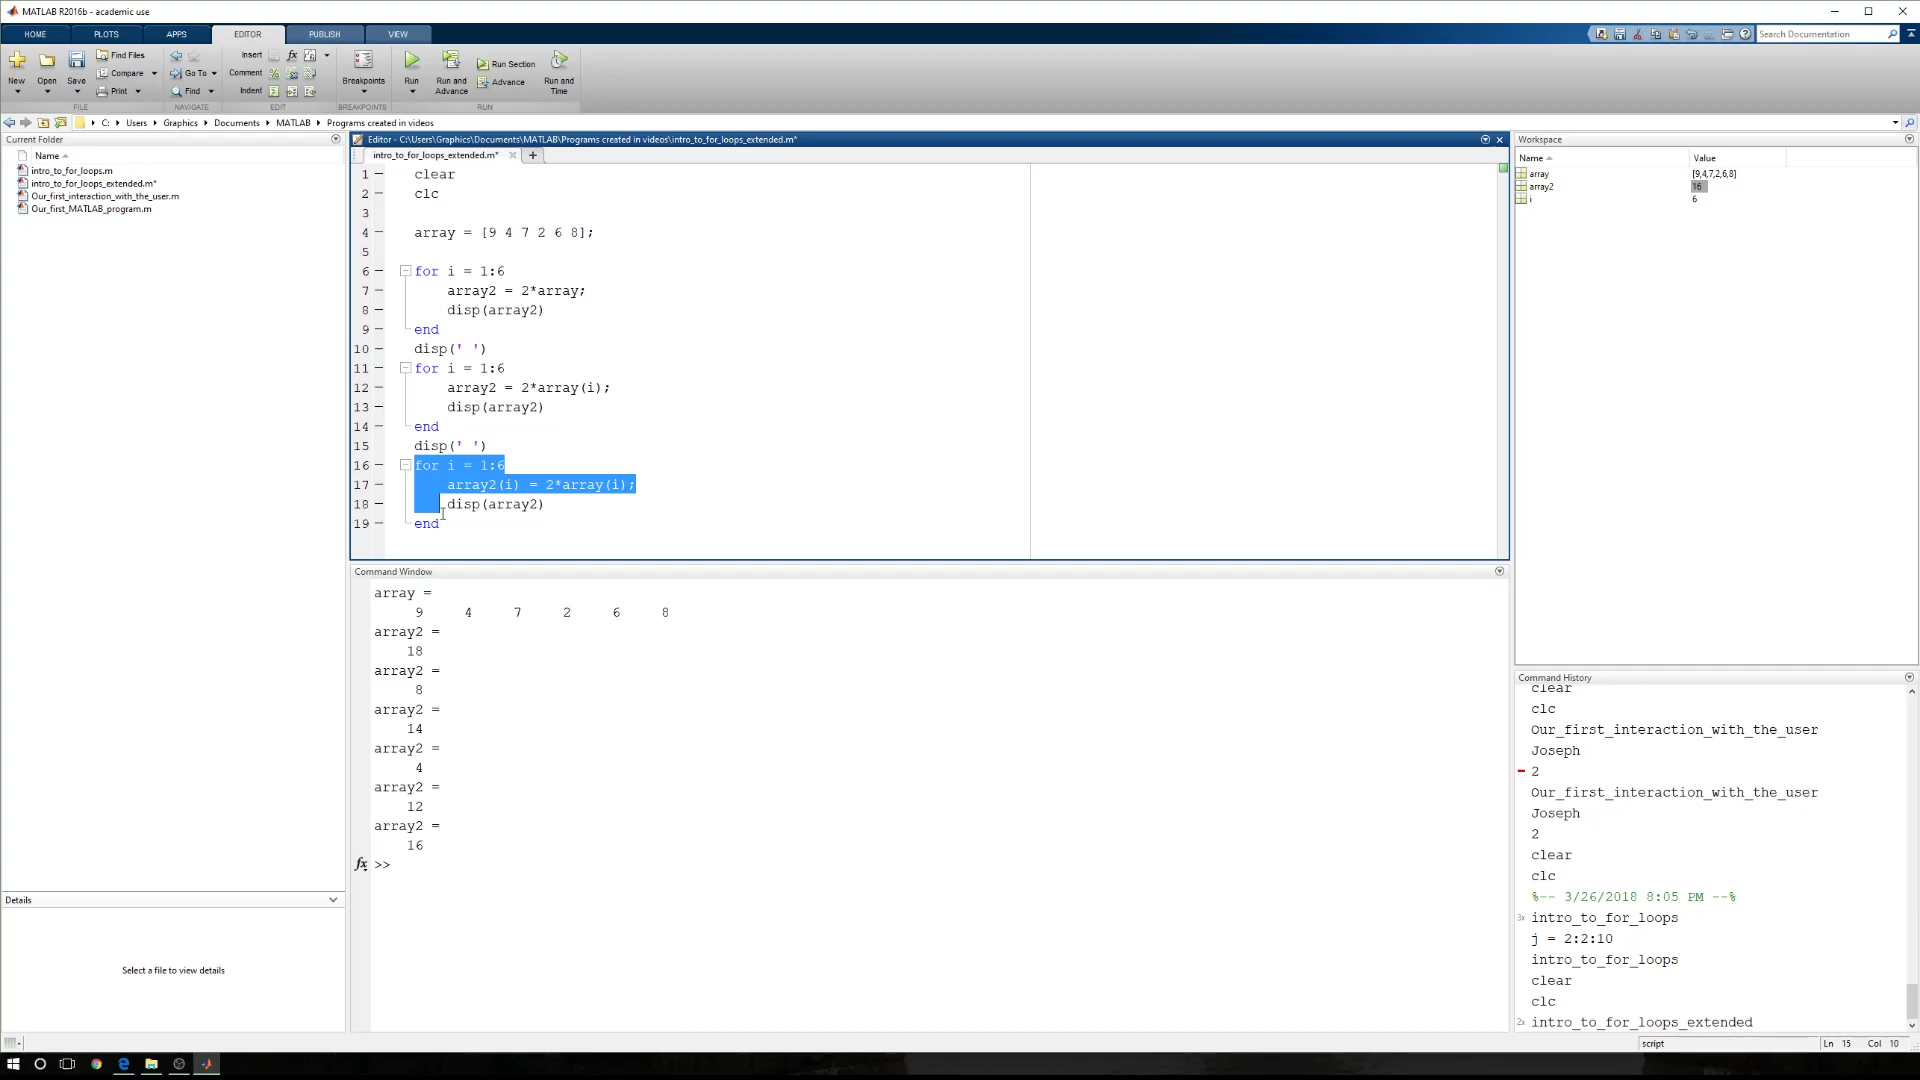 MATLAB R2016b - academic use
HOME
PLOTS
APPS
EDITOR
PUBLISH
VIEW
Search Documentation
New
Open
Save
Find Files
Compare
Print
Go To
Find
Insert
Comment
Indent
fx
Breakpoints
Run
Run and Advance
Run Section
Advance
Run and Time
FILE
NAVIGATE
EDIT
BREAKPOINTS
RUN
C: Users Graphics Documents MATLAB Programs created in videos
Current Folder
Name
intro_to_for_loops.m
intro_to_for_loops_extended.m*
Our_first_interaction_with_the_user.m
Our_first_MATLAB_program.m
Details
Select a file to view details
Editor - C:\Users\Graphics\Documents\MATLAB\Programs created in videos\intro_to_for_loops_extended.m*
intro_to_for_loops_extended.m*
1 clear
2 clc
3
4 array = [9 4 7 2 6 8];
5
6 for i = 1:6
7 array2 = 2*array;
8 disp(array2)
9 end
10 disp(' ')
11 for i = 1:6
12 array2 = 2*array(i);
13 disp(array2)
14 end
15 disp(' ')
16 for i = 1:6
17 array2(i) = 2*array(i);
18 disp(array2)
19 end
Command Window
array =
9 4 7 2 6 8
array2 =
18
array2 =
8
array2 =
14
array2 =
4
array2 =
12
array2 =
16
fx >>
Workspace
Name Value
array [9,4,7,2,6,8]
array2 16
i 6
Command History
clear
clc
Our_first_interaction_with_the_user
Joseph
2
Our_first_interaction_with_the_user
Joseph
2
clear
clc
%-- 3/26/2018 8:05 PM --%
3x intro_to_for_loops
j = 2:2:10
intro_to_for_loops
clear
clc
2x intro_to_for_loops_extended
script
Ln 15 Col 10